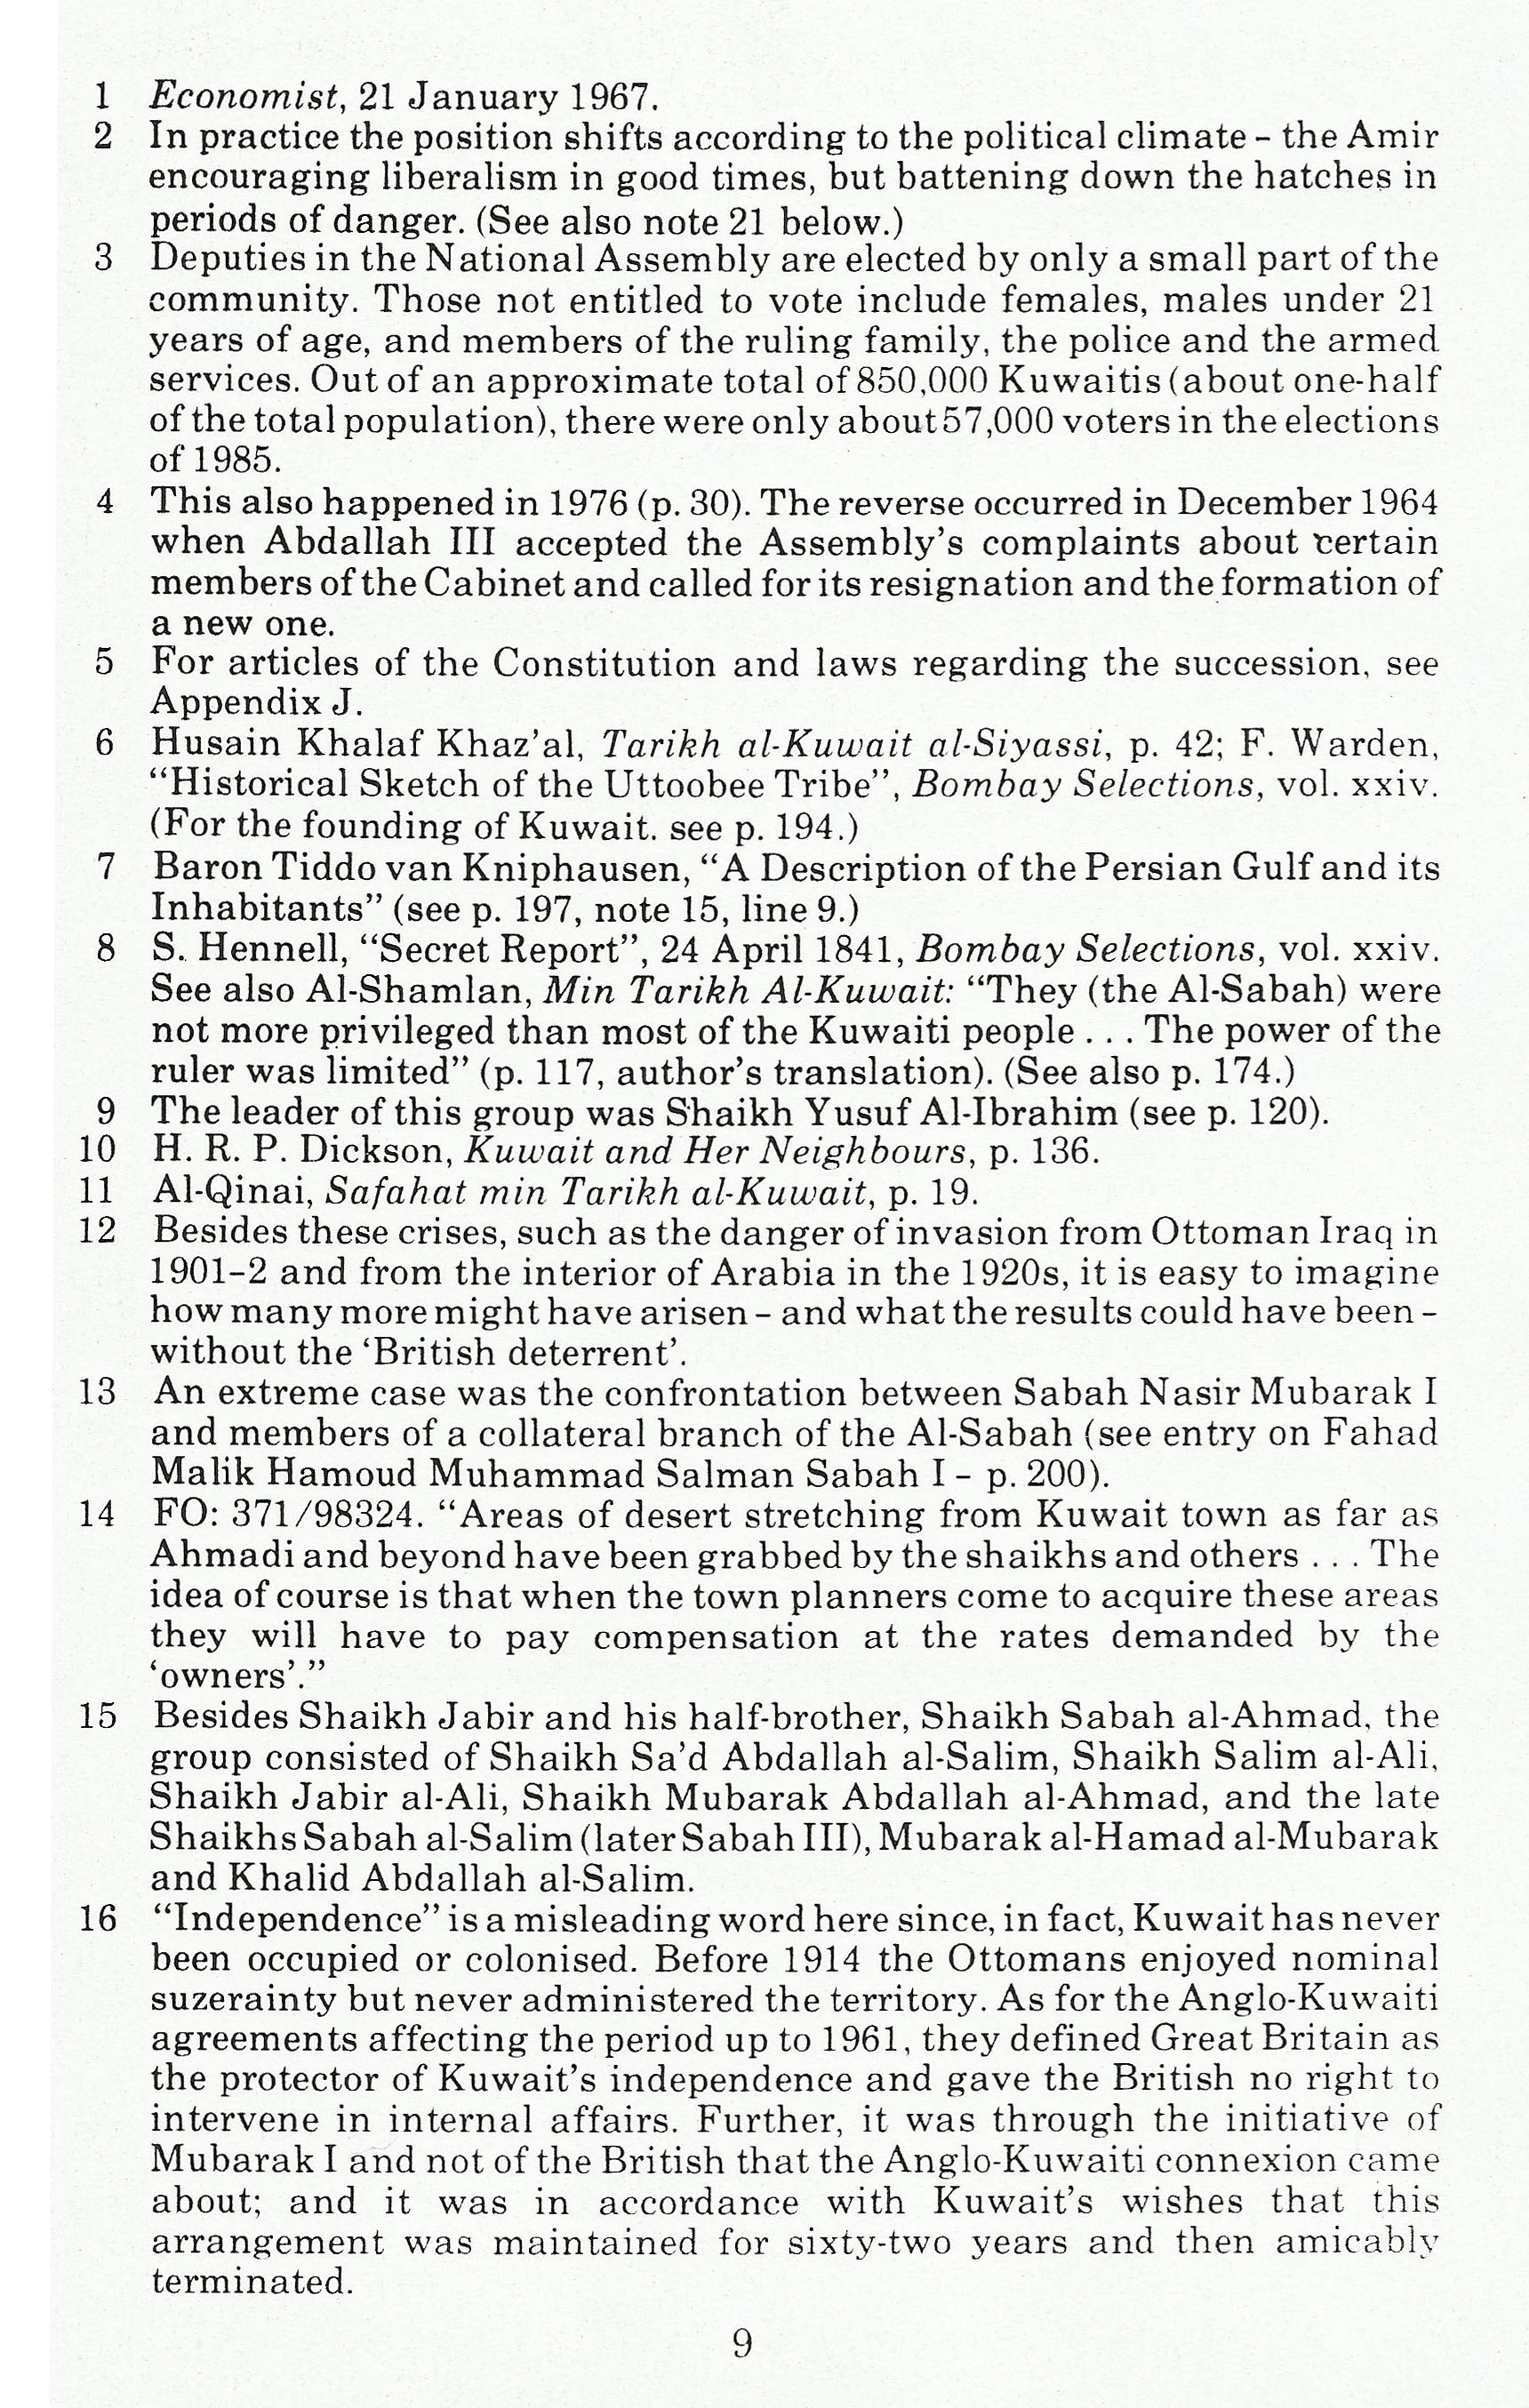 1 Economist, 21 January 1967.
2 In practice the position shifts according to the political climate – the Amir
encouraging liberalism in good times, but battening down the hatches in
periods of danger. (See also note 21 below.)
3 Deputies in the National Assembly are elected by only a small part of the
community. Those not entitled to vote include females, males under 21
years of age, and members of the ruling family, the police and the armed
services. Out of an approximate total of 850,000 Kuwaitis (about one-half
of the total population), there were only about 57,000 voters in the elections
of 1985.
4 This also happened in 1976 (p. 30). The reverse occurred in December 1964
when Abdallah III accepted the Assembly's complaints about certain
members of the Cabinet and called for its resignation and the formation of
a new one.
5 For articles of the Constitution and laws regarding the succession, see
Appendix J.
6 Husain Khalaf Khaz'al, Tarikh al-Kuwait al-Siyassi, p. 42; F. Warden,
“Historical Sketch of the Uttoobee Tribe”, Bombay Selections, vol. xxiv.
(For the founding of Kuwait. see p. 194.)
7 Baron Tiddo van Kniphausen, “A Description of the Persian Gulf and its
Inhabitants” (see p. 197, note 15, line 9.)
8 S. Hennell, “Secret Report”, 24 April 1841, Bombay Selections, vol. xxiv.
See also Al-Shamlan, Min Tarikh Al-Kuwait: “They (the Al-Sabah) were
not more privileged than most of the Kuwaiti people . . . The power of the
ruler was limited” (p. 117, author's translation). (See also p. 174.)
9 The leader of this group was Shaikh Yusuf Al-Ibrahim (see p. 120).
10 H. R. P. Dickson, Kuwait and Her Neighbours, p. 136.
11 Al-Qinai, Safahat min Tarikh al-Kuwait, p. 19.
12 Besides these crises, such as the danger of invasion from Ottoman Iraq in
1901–2 and from the interior of Arabia in the 1920s, it is easy to imagine
how many more might have arisen – and what the results could have been –
without the ‘British deterrent’.
13 An extreme case was the confrontation between Sabah Nasir Mubarak I
and members of a collateral branch of the Al-Sabah (see entry on Fahad
Malik Hamoud Muhammad Salman Sabah I – p. 200).
14 FO: 371/98324. “Areas of desert stretching from Kuwait town as far as
Ahmadi and beyond have been grabbed by the shaikhs and others . . . The
idea of course is that when the town planners come to acquire these areas
they will have to pay compensation at the rates demanded by the
‘owners’.”
15 Besides Shaikh Jabir and his half-brother, Shaikh Sabah al-Ahmad, the
group consisted of Shaikh Sa'd Abdallah al-Salim, Shaikh Salim al-Ali,
Shaikh Jabir al-Ali, Shaikh Mubarak Abdallah al-Ahmad, and the late
Shaikhs Sabah al-Salim (later Sabah III), Mubarak al-Hamad al-Mubarak
and Khalid Abdallah al-Salim.
16 “Independence” is a misleading word here since, in fact, Kuwait has never
been occupied or colonised. Before 1914 the Ottomans enjoyed nominal
suzerainty but never administered the territory. As for the Anglo-Kuwaiti
agreements affecting the period up to 1961, they defined Great Britain as
the protector of Kuwait's independence and gave the British no right to
intervene in internal affairs. Further, it was through the initiative of
Mubarak I and not of the British that the Anglo-Kuwaiti connexion came
about; and it was in accordance with Kuwait's wishes that this
arrangement was maintained for sixty-two years and then amicably
terminated.
9